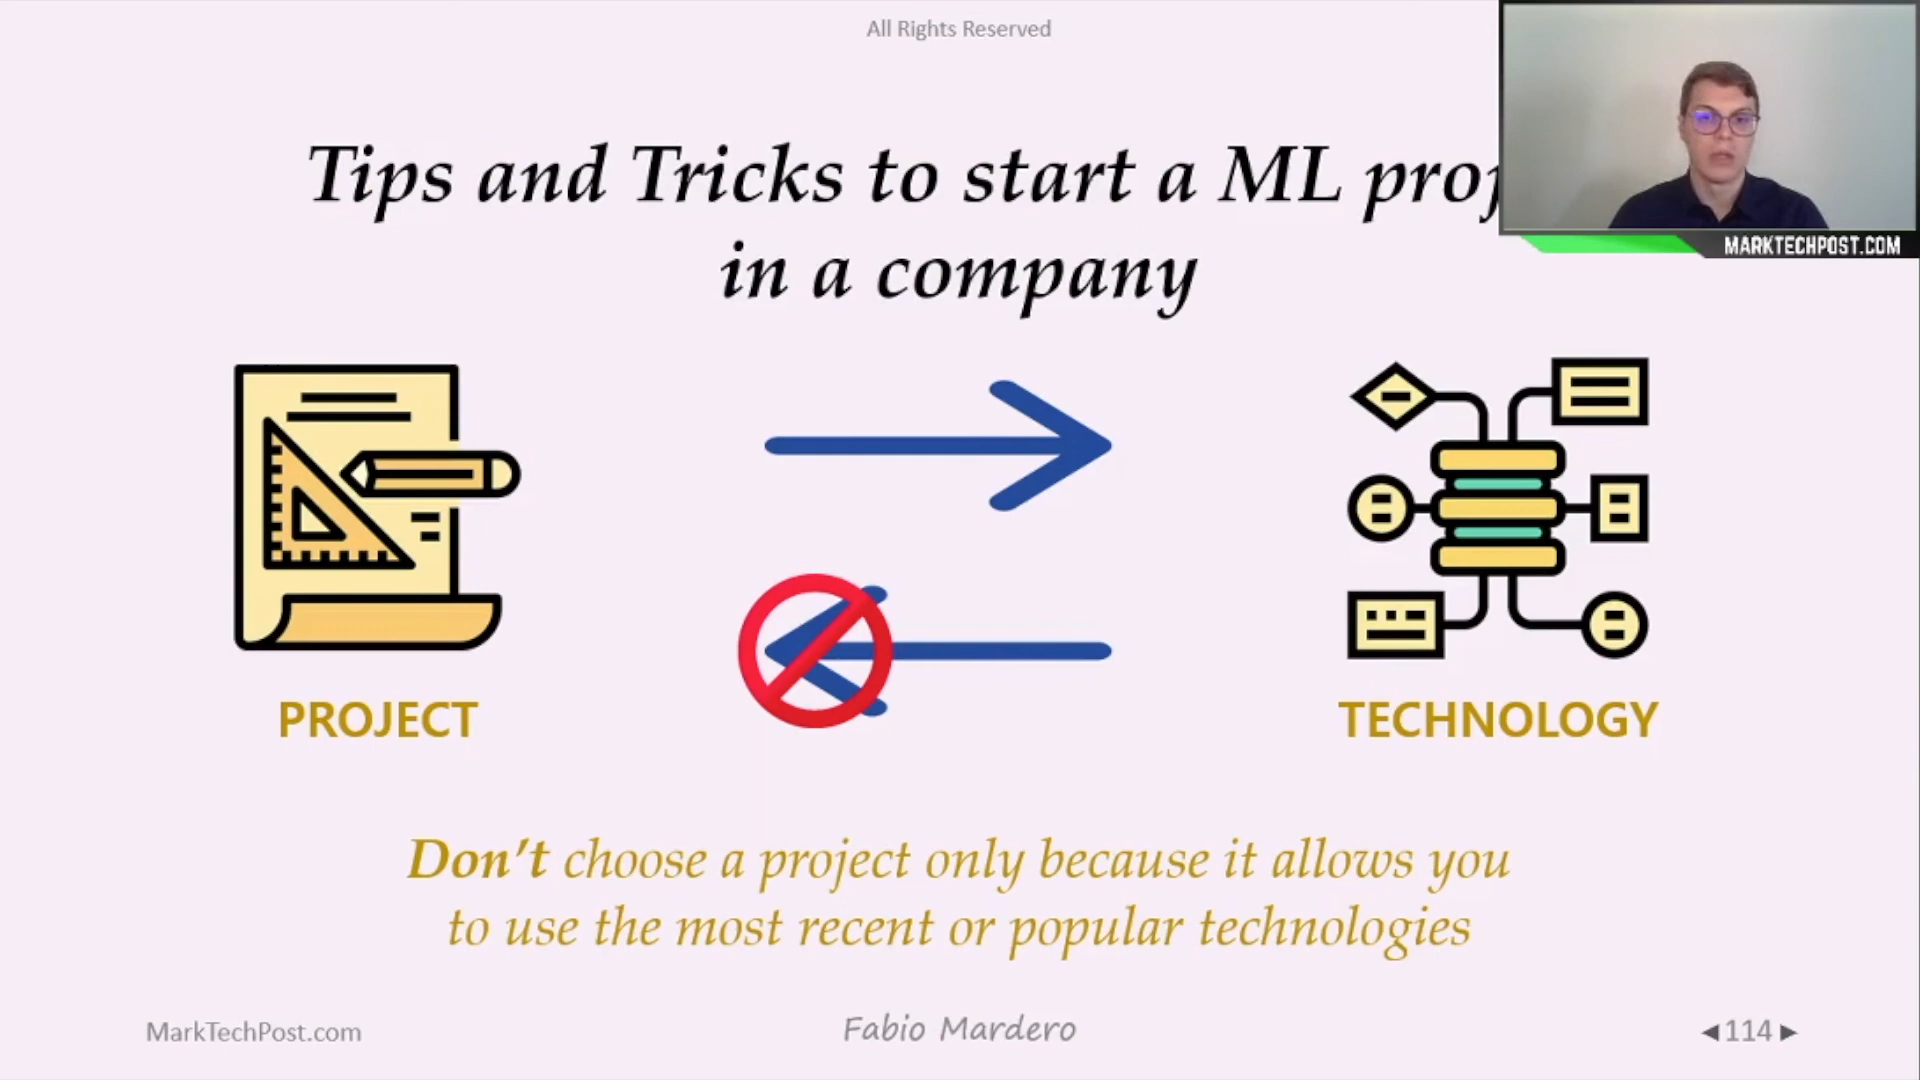 All Rights Reserved
Tips and Tricks to start a ML proj
in a company
MARKTECHPOST.COM
PROJECT
TECHNOLOGY
Don't choose a project only because it allows you
to use the most recent or popular technologies
MarkTechPost.com
Fabio Mardero
◀114▶